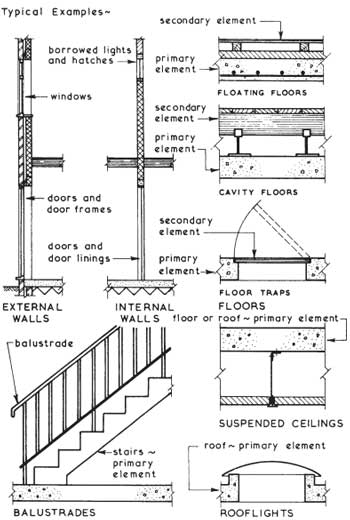 Typical Examples~
secondary element
borrowed lights
and hatches
primary
element
FLOATING FLOORS
windows
secondary
element
primary
element
CAVITY FLOORS
doors and
door frames
secondary
element
doors and
door linings
primary
element
FLOOR TRAPS
EXTERNAL
WALLS
INTERNAL
WALLS
FLOORS
floor or roof~primary element
balustrade
SUSPENDED CEILINGS
stairs~
primary
element
roof~primary element
BALUSTRADES
ROOFLIGHTS